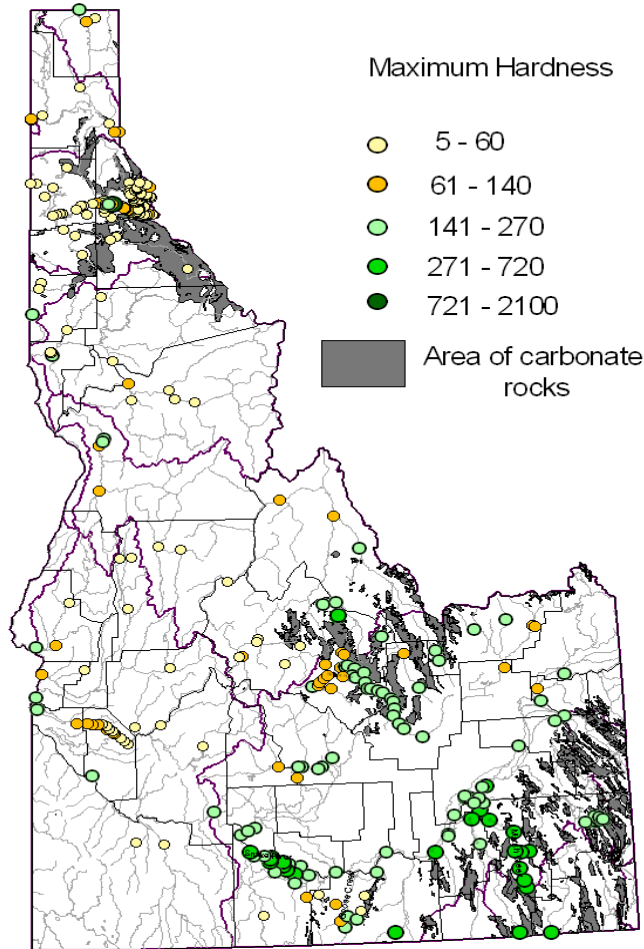 Maximum Hardness
5 - 60
61 - 140
141 - 270
271 - 720
721 - 2100
Area of carbonate
rocks